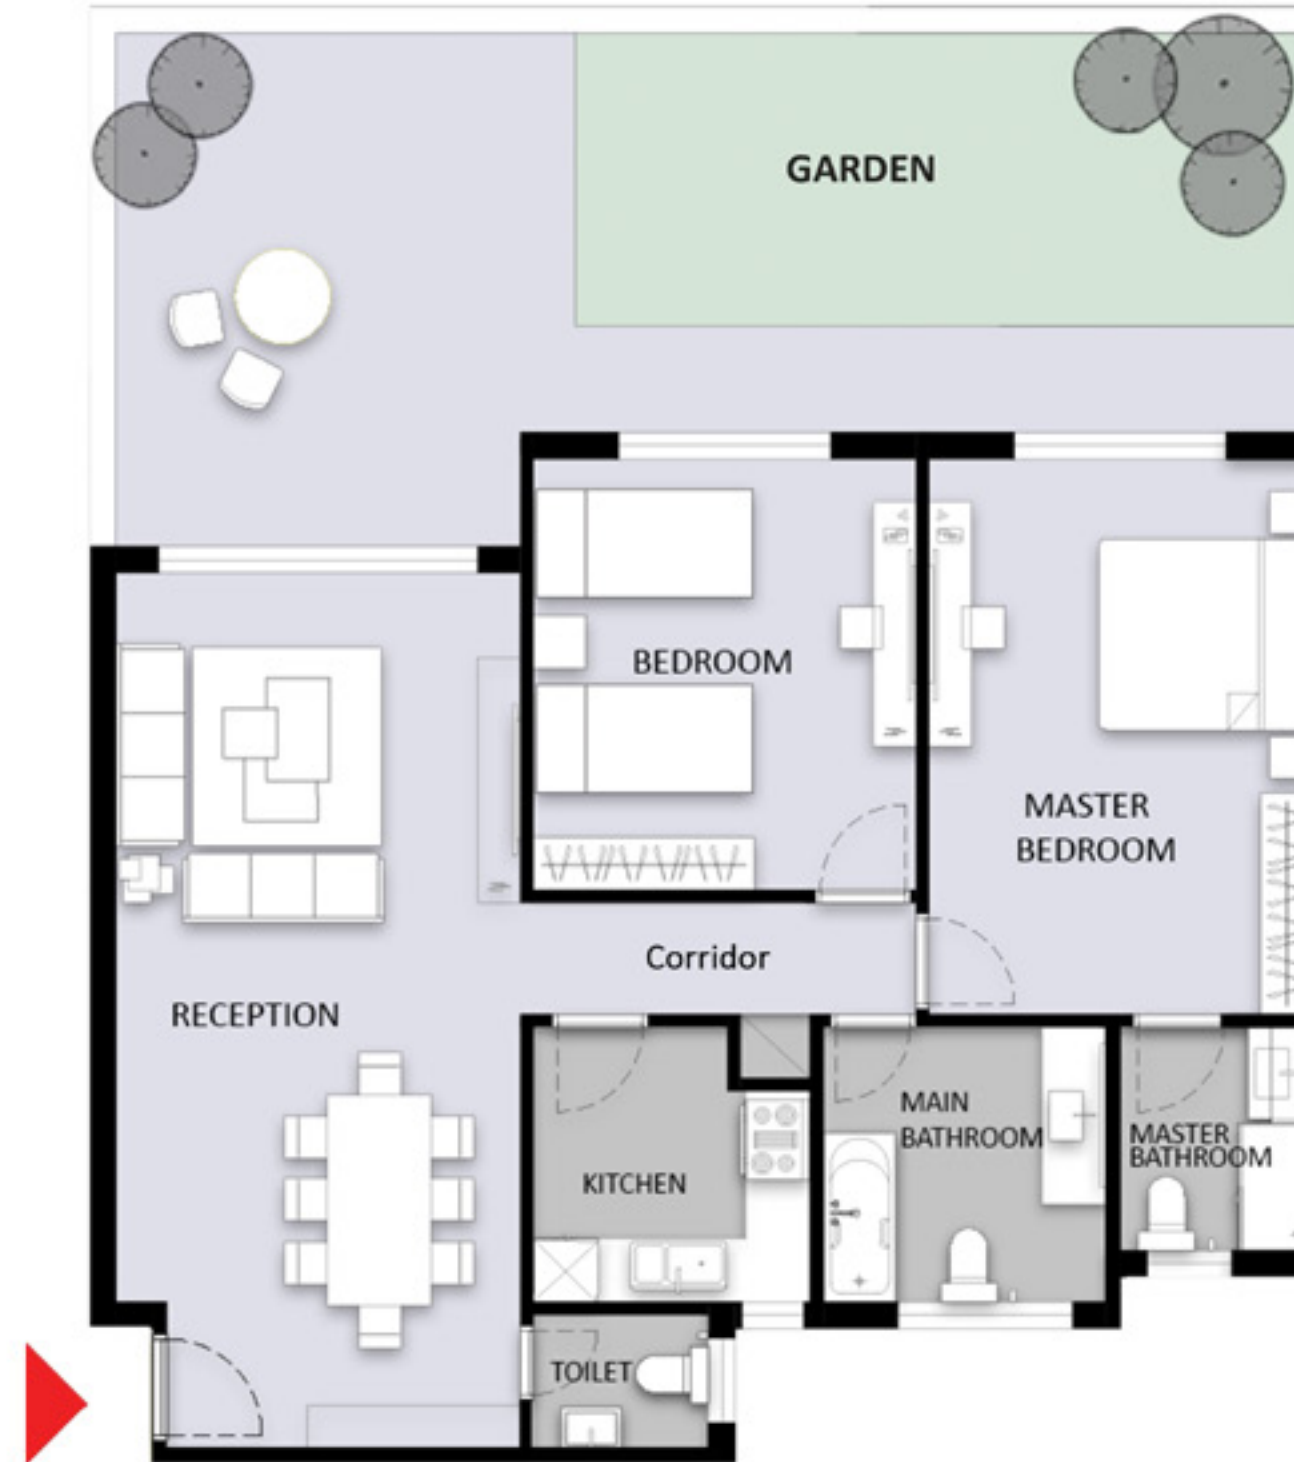 GARDEN
BEDROOM
MASTER
BEDROOM
Corridor
RECEPTION
MAIN
BATHROOM
MASTER
BATHROOM
KITCHEN
TOILET